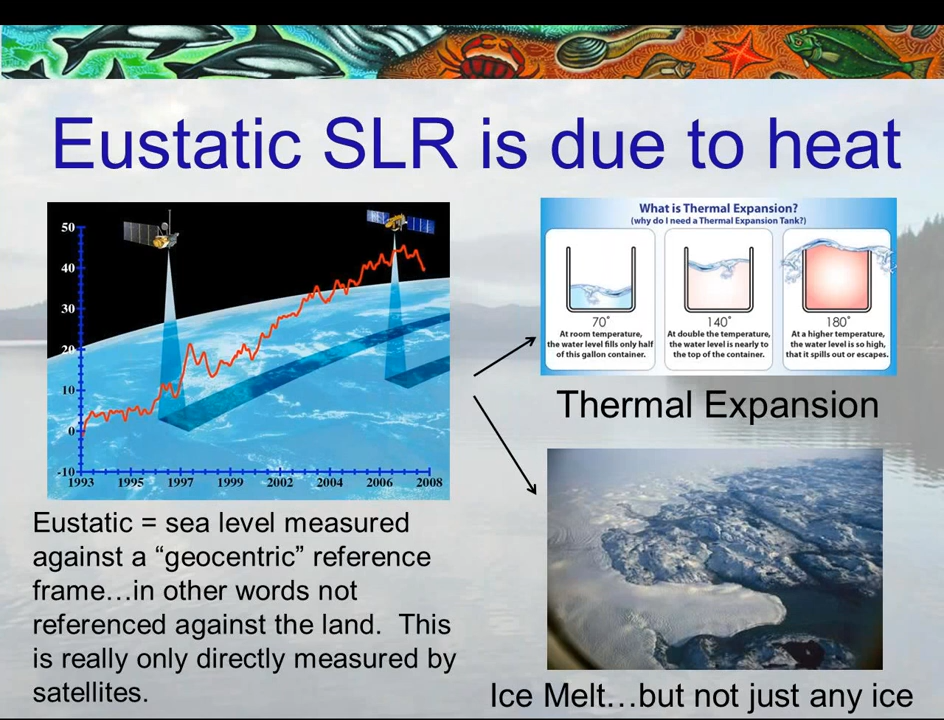 Eustatic SLR is due to heat
50
40
30
20
10
0
-10
1993 1995 1997 1999 2002 2004 2006 2008
Eustatic = sea level measured
against a “geocentric” reference
frame…in other words not
referenced against the land.  This
is really only directly measured by
satellites.
What is Thermal Expansion?
(why do I need a Thermal Expansion Tank?)
70°
At room temperature,
the water level fills only half
of this gallon container.
140°
At double the temperature,
the water level is nearly to
the top of the container.
180°
At a higher temperature,
the water level is so high,
that it spills out or escapes.
Thermal Expansion
Ice Melt…but not just any ice